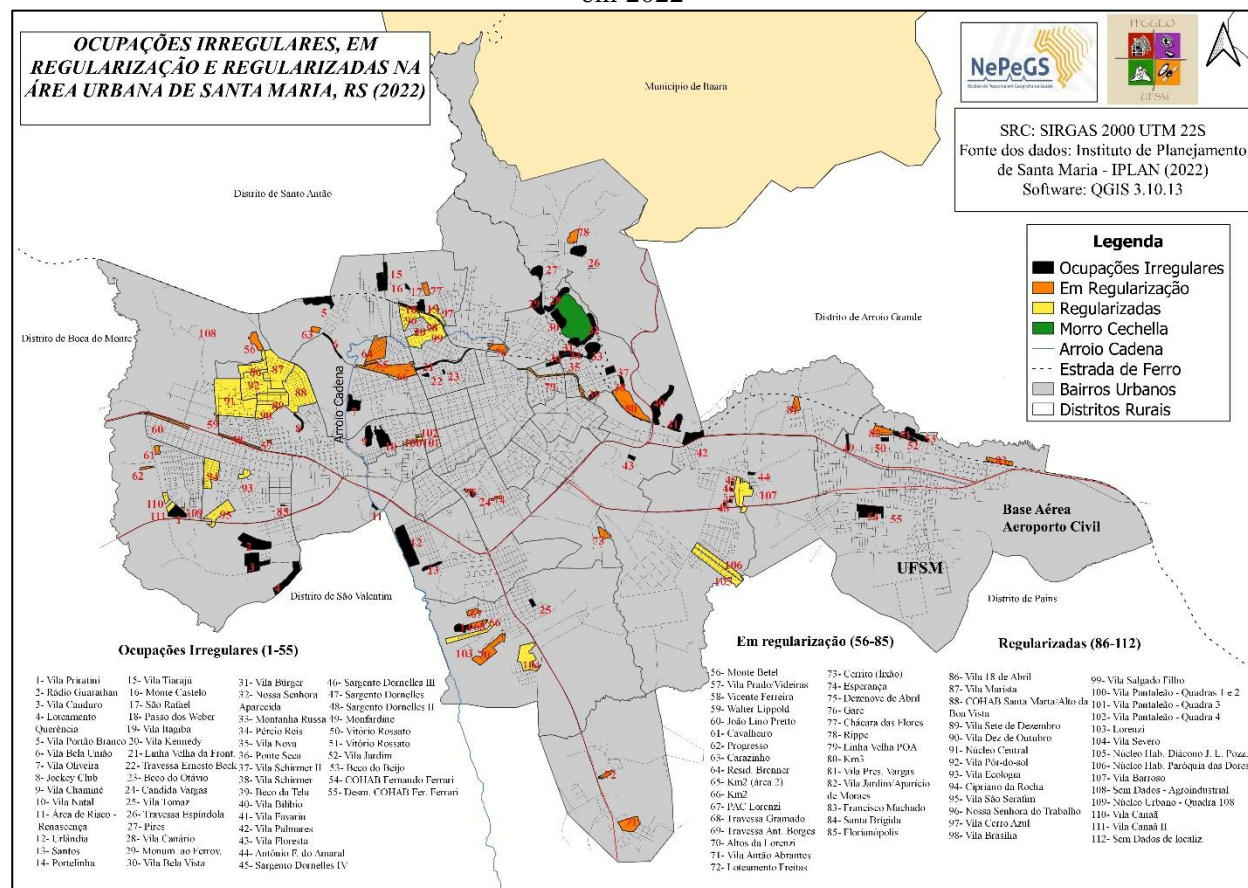 em 2022
OCUPAÇÕES IRREGULARES, EM
REGULARIZAÇÃO E REGULARIZADAS NA
ÁREA URBANA DE SANTA MARIA, RS (2022)
Município de Itaara
NePeGS
Núcleo de Pesquisa em Geografia da Saúde
PPGGEO
UFSM
SRC: SIRGAS 2000 UTM 22S
Fonte dos dados: Instituto de Planejamento
de Santa Maria - IPLAN (2022)
Software: QGIS 3.10.13
Legenda
Ocupações Irregulares
Em Regularização
Regularizadas
Morro Cechella
Arroio Cadena
Estrada de Ferro
Bairros Urbanos
Distritos Rurais
Distrito de Santo Antão
Distrito de Boca do Monte
Distrito de Arroio Grande
Arroio Cadena
Base Aérea
Aeroporto Civil
UFSM
Distrito de São Valentim
Distrito de Pains
Ocupações Irregulares (1-55)
1- Vila Priratini
2- Rádio Guarathan
3- Vila Cauduro
4- Loteamento
Querência
5- Vila Portão Branco
6- Vila Bela União
7- Vila Oliveira
8- Jockey Club
9- Vila Chaminé
10- Vila Natal
11- Área de Risco -
Renascença
12- Urlândia
13- Santos
14- Portelinha
15- Vila Tiarajú
16- Monte Castelo
17- São Rafael
18- Passo dos Weber
19- Vila Itagiba
20- Vila Kennedy
21- Linha Velha da Front.
22- Travessa Ernesto Beck
23- Beco do Otávio
24- Candida Vargas
25- Vila Tomaz
26- Travessa Espíndola
27- Pires
28- Vila Canário
29- Monum. ao Ferrov.
30- Vila Bela Vista
31- Vila Bürger
32- Nossa Senhora
Aparecida
33- Montanha Russa
34- Pércio Reis
35- Vila Nova
36- Ponte Seca
37- Vila Schirmer II
38- Vila Schirmer
39- Beco da Tela
40- Vila Bilibio
41- Vila Favarin
42- Vila Palmares
43- Vila Floresta
44- Antônio F. do Amaral
45- Sargento Dornelles IV
46- Sargento Dornelles III
47- Sargento Dornelles
48- Sargento Dornelles II
49- Monfardine
50- Vitório Rossato
51- Vitório Rossato
52- Vila Jardim
53- Beco do Beijo
54- COHAB Fernando Ferrari
55- Desm. COHAB Fer. Ferrari
Em regularização (56-85)
56- Monte Betel
57- Vila Prado/Videiras
58- Vicente Ferreira
59- Walter Lippold
60- João Lino Pretto
61- Cavalheiro
62- Progresso
63- Carazinho
64- Resid. Brenner
65- Km2 (área 2)
66- Km2
67- PAC Lorenzi
68- Travessa Gramado
69- Travessa Ant. Borges
70- Altos da Lorenzi
71- Vila Antão Abrantes
72- Loteamento Freitas
73- Cerrito (lixão)
74- Esperança
75- Dezenove de Abril
76- Gare
77- Chácara das Flores
78- Rippe
79- Linha Velha POA
80- Km3
81- Vila Pres. Vargas
82- Vila Jardim/Aparício
de Moraes
83- Francisco Machado
84- Santa Brígida
85- Florianópolis
Regularizadas (86-112)
86- Vila 18 de Abril
87- Vila Marista
88- COHAB Santa Marta/Alto da
Boa Vista
89- Vila Sete de Dezembro
90- Vila Dez de Outubro
91- Núcleo Central
92- Vila Pôr-do-sol
93- Vila Ecologia
94- Cipriano da Rocha
95- Vila São Serafim
96- Nossa Senhora do Trabalho
97- Vila Cerro Azul
98- Vila Brasília
99- Vila Salgado Filho
100- Vila Pantaleão - Quadras 1 e 2
101- Vila Pantaleão - Quadra 3
102- Vila Pantaleão - Quadra 4
103- Lorenzi
104- Vila Severo
105- Núcleo Hab. Diácono J. L. Pozz.
106- Núcleo Hab. Paróquia das Dores
107- Vila Barroso
108- Sem Dados - Agroindustrial
109- Núcleo Urbano - Quadra 108
110- Vila Canaã
111- Vila Canaã II
112- Sem Dados de localiz.